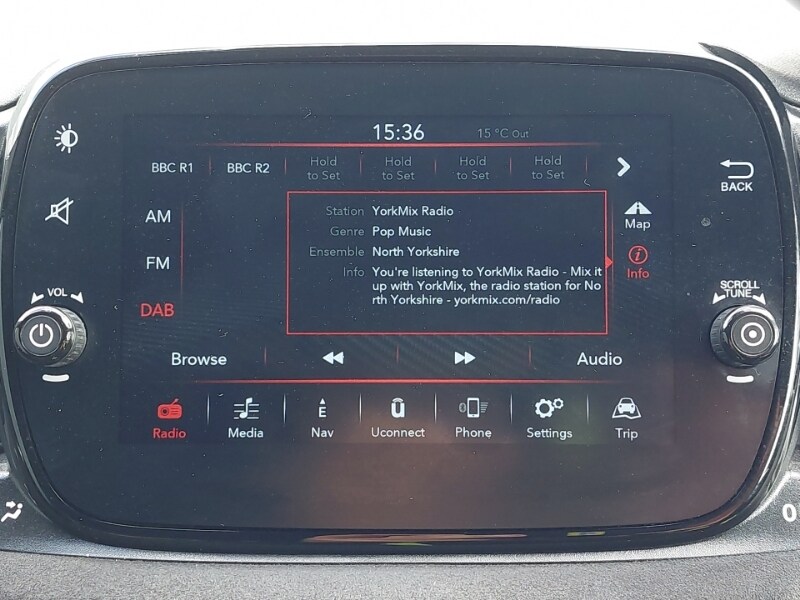 15:36 15 °C Out
BBC R1 BBC R2 Hold to Set Hold to Set Hold to Set Hold to Set
BACK
AM
FM
DAB
Station YorkMix Radio
Genre Pop Music
Ensemble North Yorkshire
Info You're listening to YorkMix Radio - Mix it
up with YorkMix, the radio station for No
rth Yorkshire - yorkmix.com/radio
Map
Info
VOL
SCROLL
TUNE
Browse Audio
E
Radio Media Nav Uconnect Phone Settings Trip
0